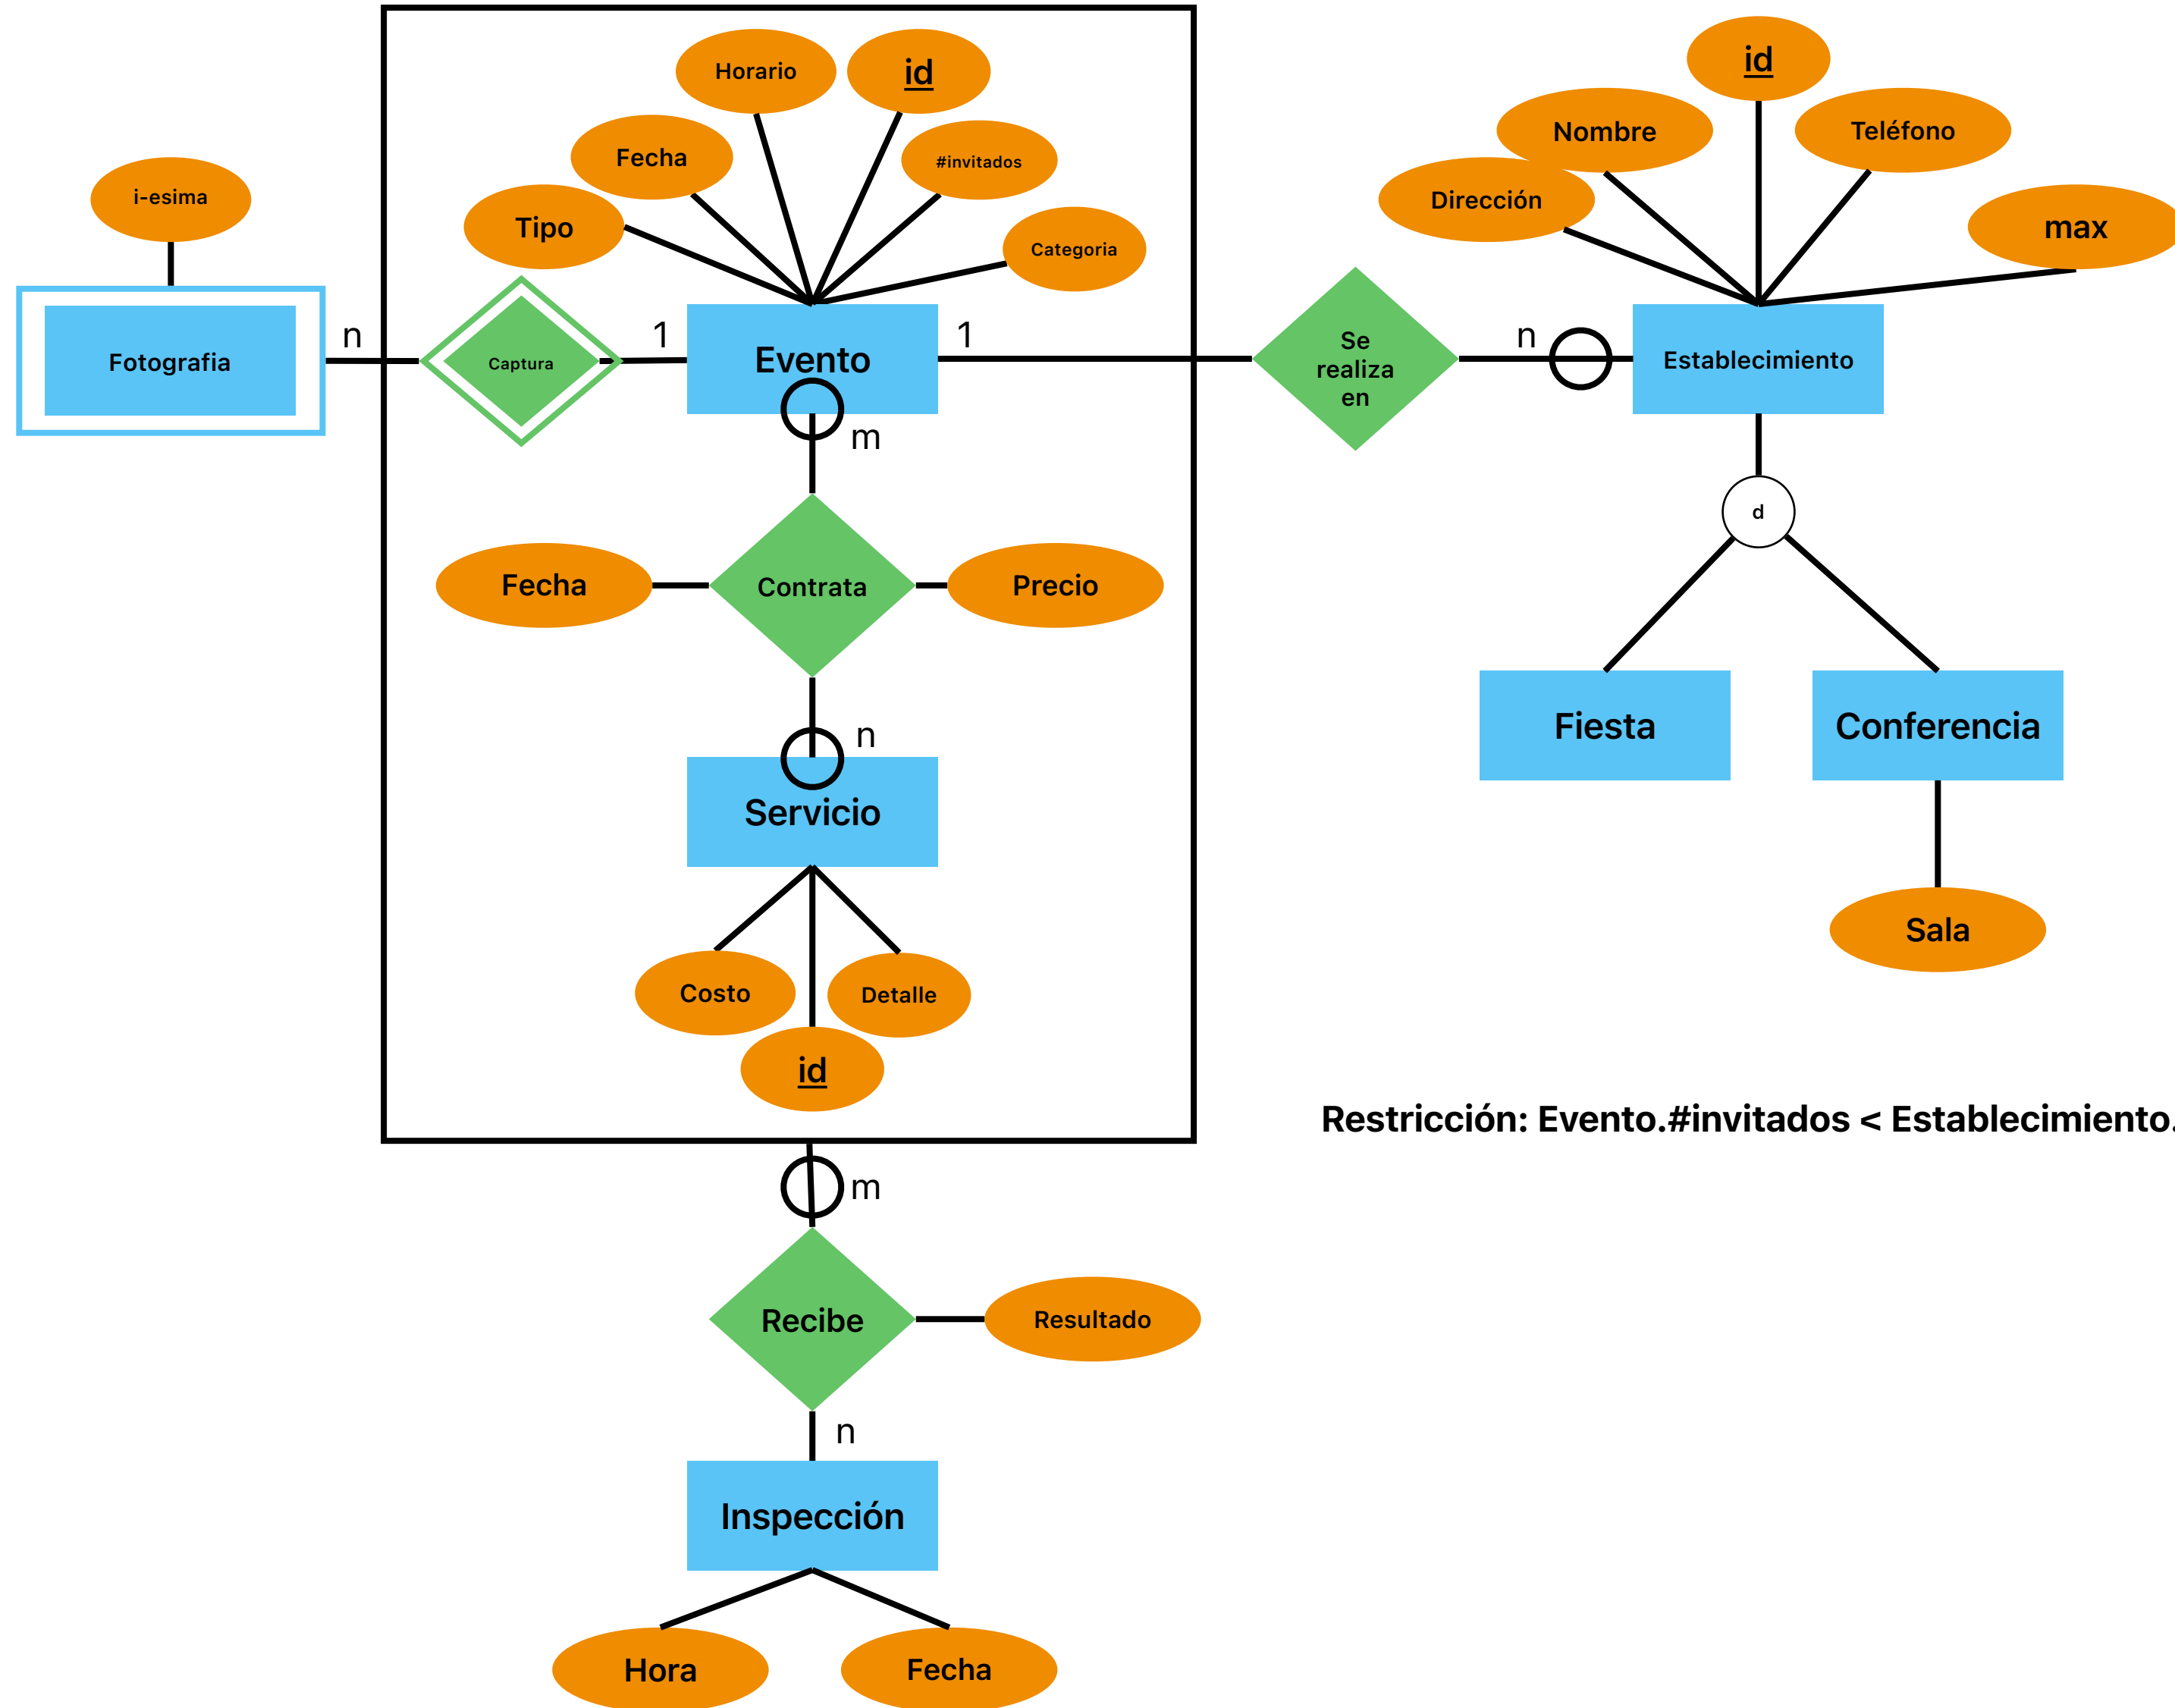 Horario
id
id
Nombre
Teléfono
Fecha
#invitados
i-esima
Dirección
Tipo
max
Categoria
n
1
1
n
Fotografia
Captura
Evento
Se
realiza
en
Establecimiento
m
d
Fecha
Contrata
Precio
n
Fiesta
Conferencia
Servicio
Sala
Costo
Detalle
id
Restricción: Evento.#invitados < Establecimiento.
m
Recibe
Resultado
n
Inspección
Hora
Fecha